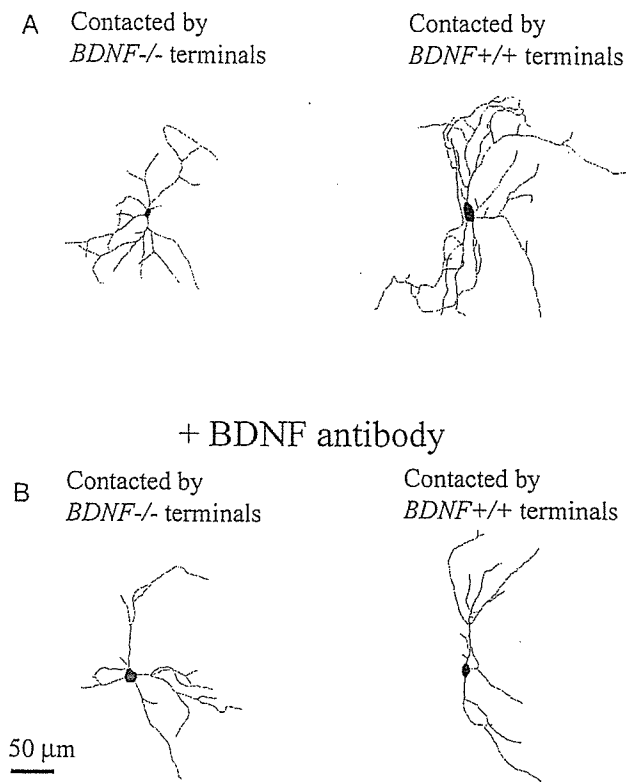 A
Contacted by
BDNF-/- terminals
Contacted by
BDNF+/+ terminals
+ BDNF antibody
B
Contacted by
BDNF-/- terminals
Contacted by
BDNF+/+ terminals
50 μm